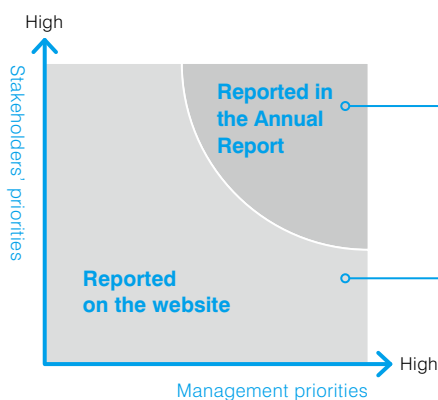 High
Stakeholders’ priorities
Reported in
the Annual
Report
Reported
on the website
High
Management priorities